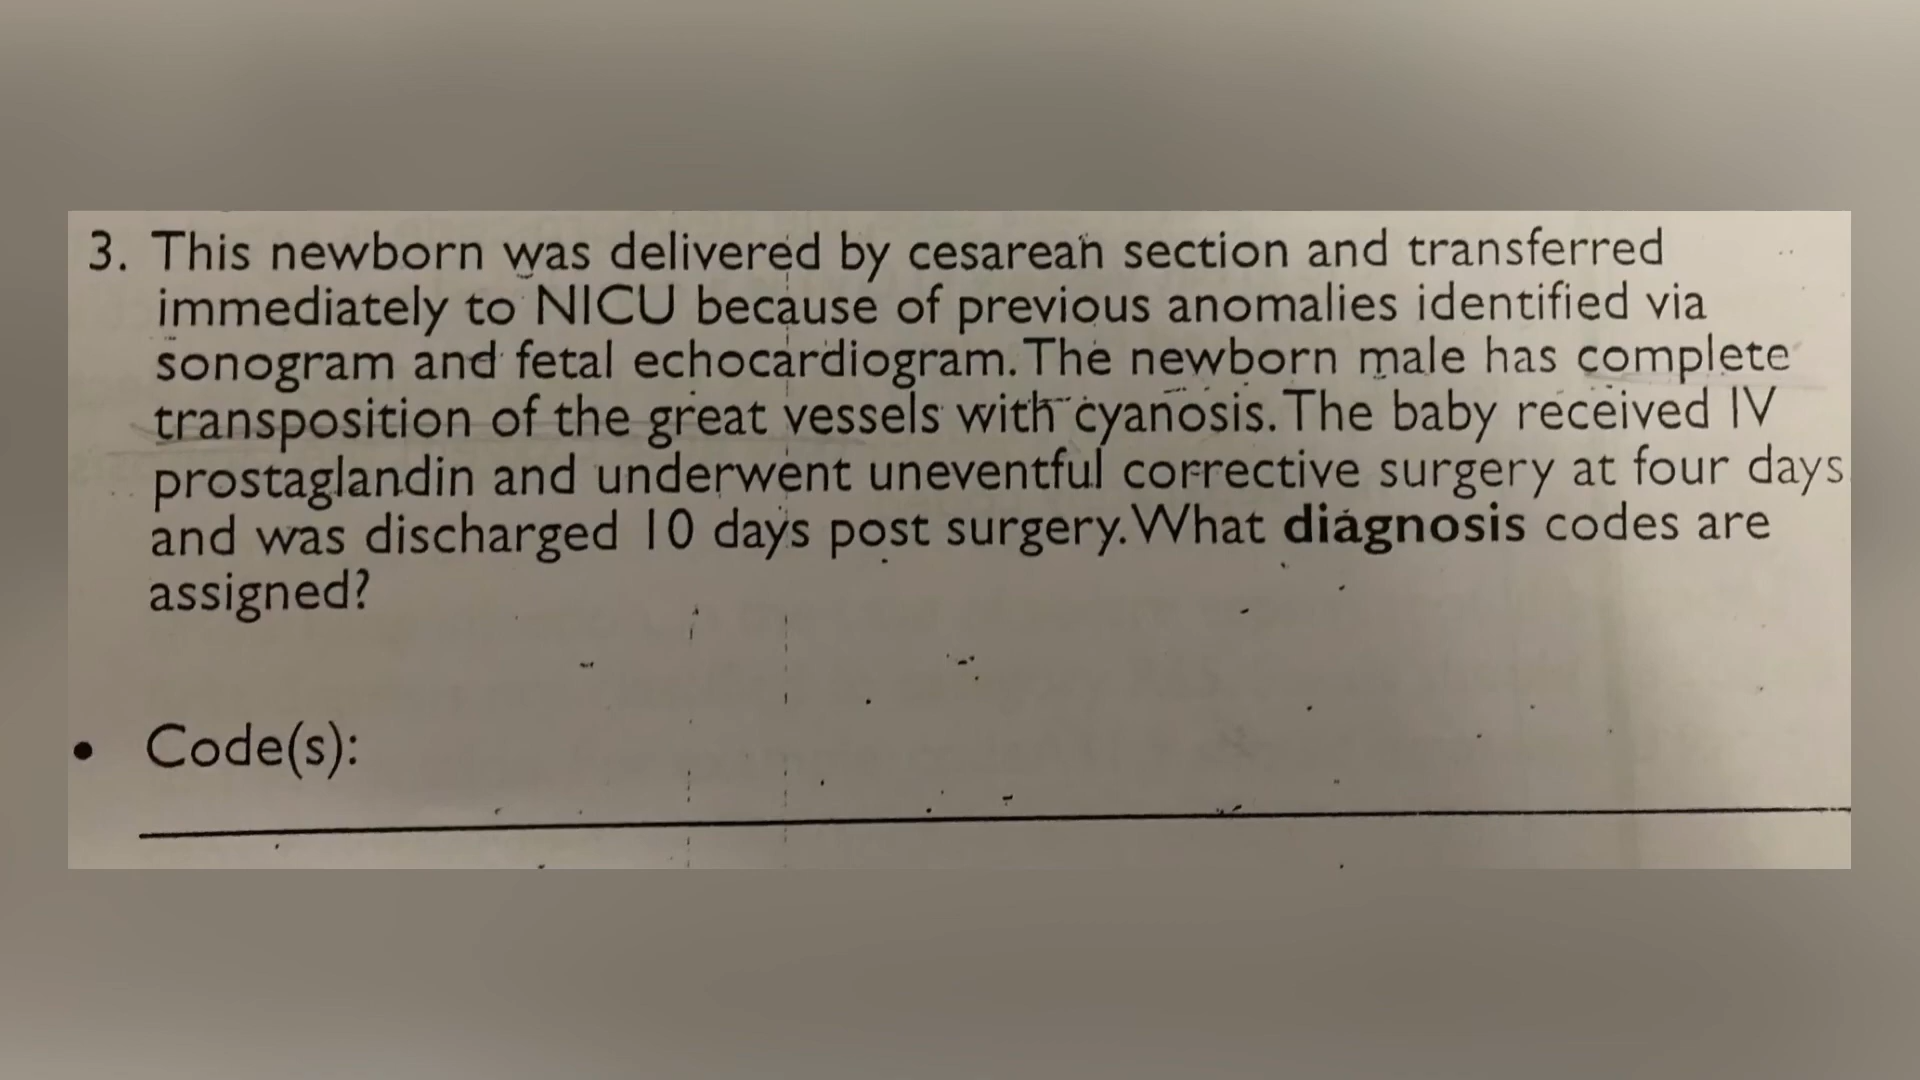 3. This newborn was delivered by cesarean section and transferred
immediately to NICU because of previous anomalies identified via
sonogram and fetal echocardiogram. The newborn male has complete
transposition of the great vessels with cyanosis. The baby received IV
prostaglandin and underwent uneventful corrective surgery at four days
and was discharged 10 days post surgery. What diagnosis codes are
assigned?
• Code(s):